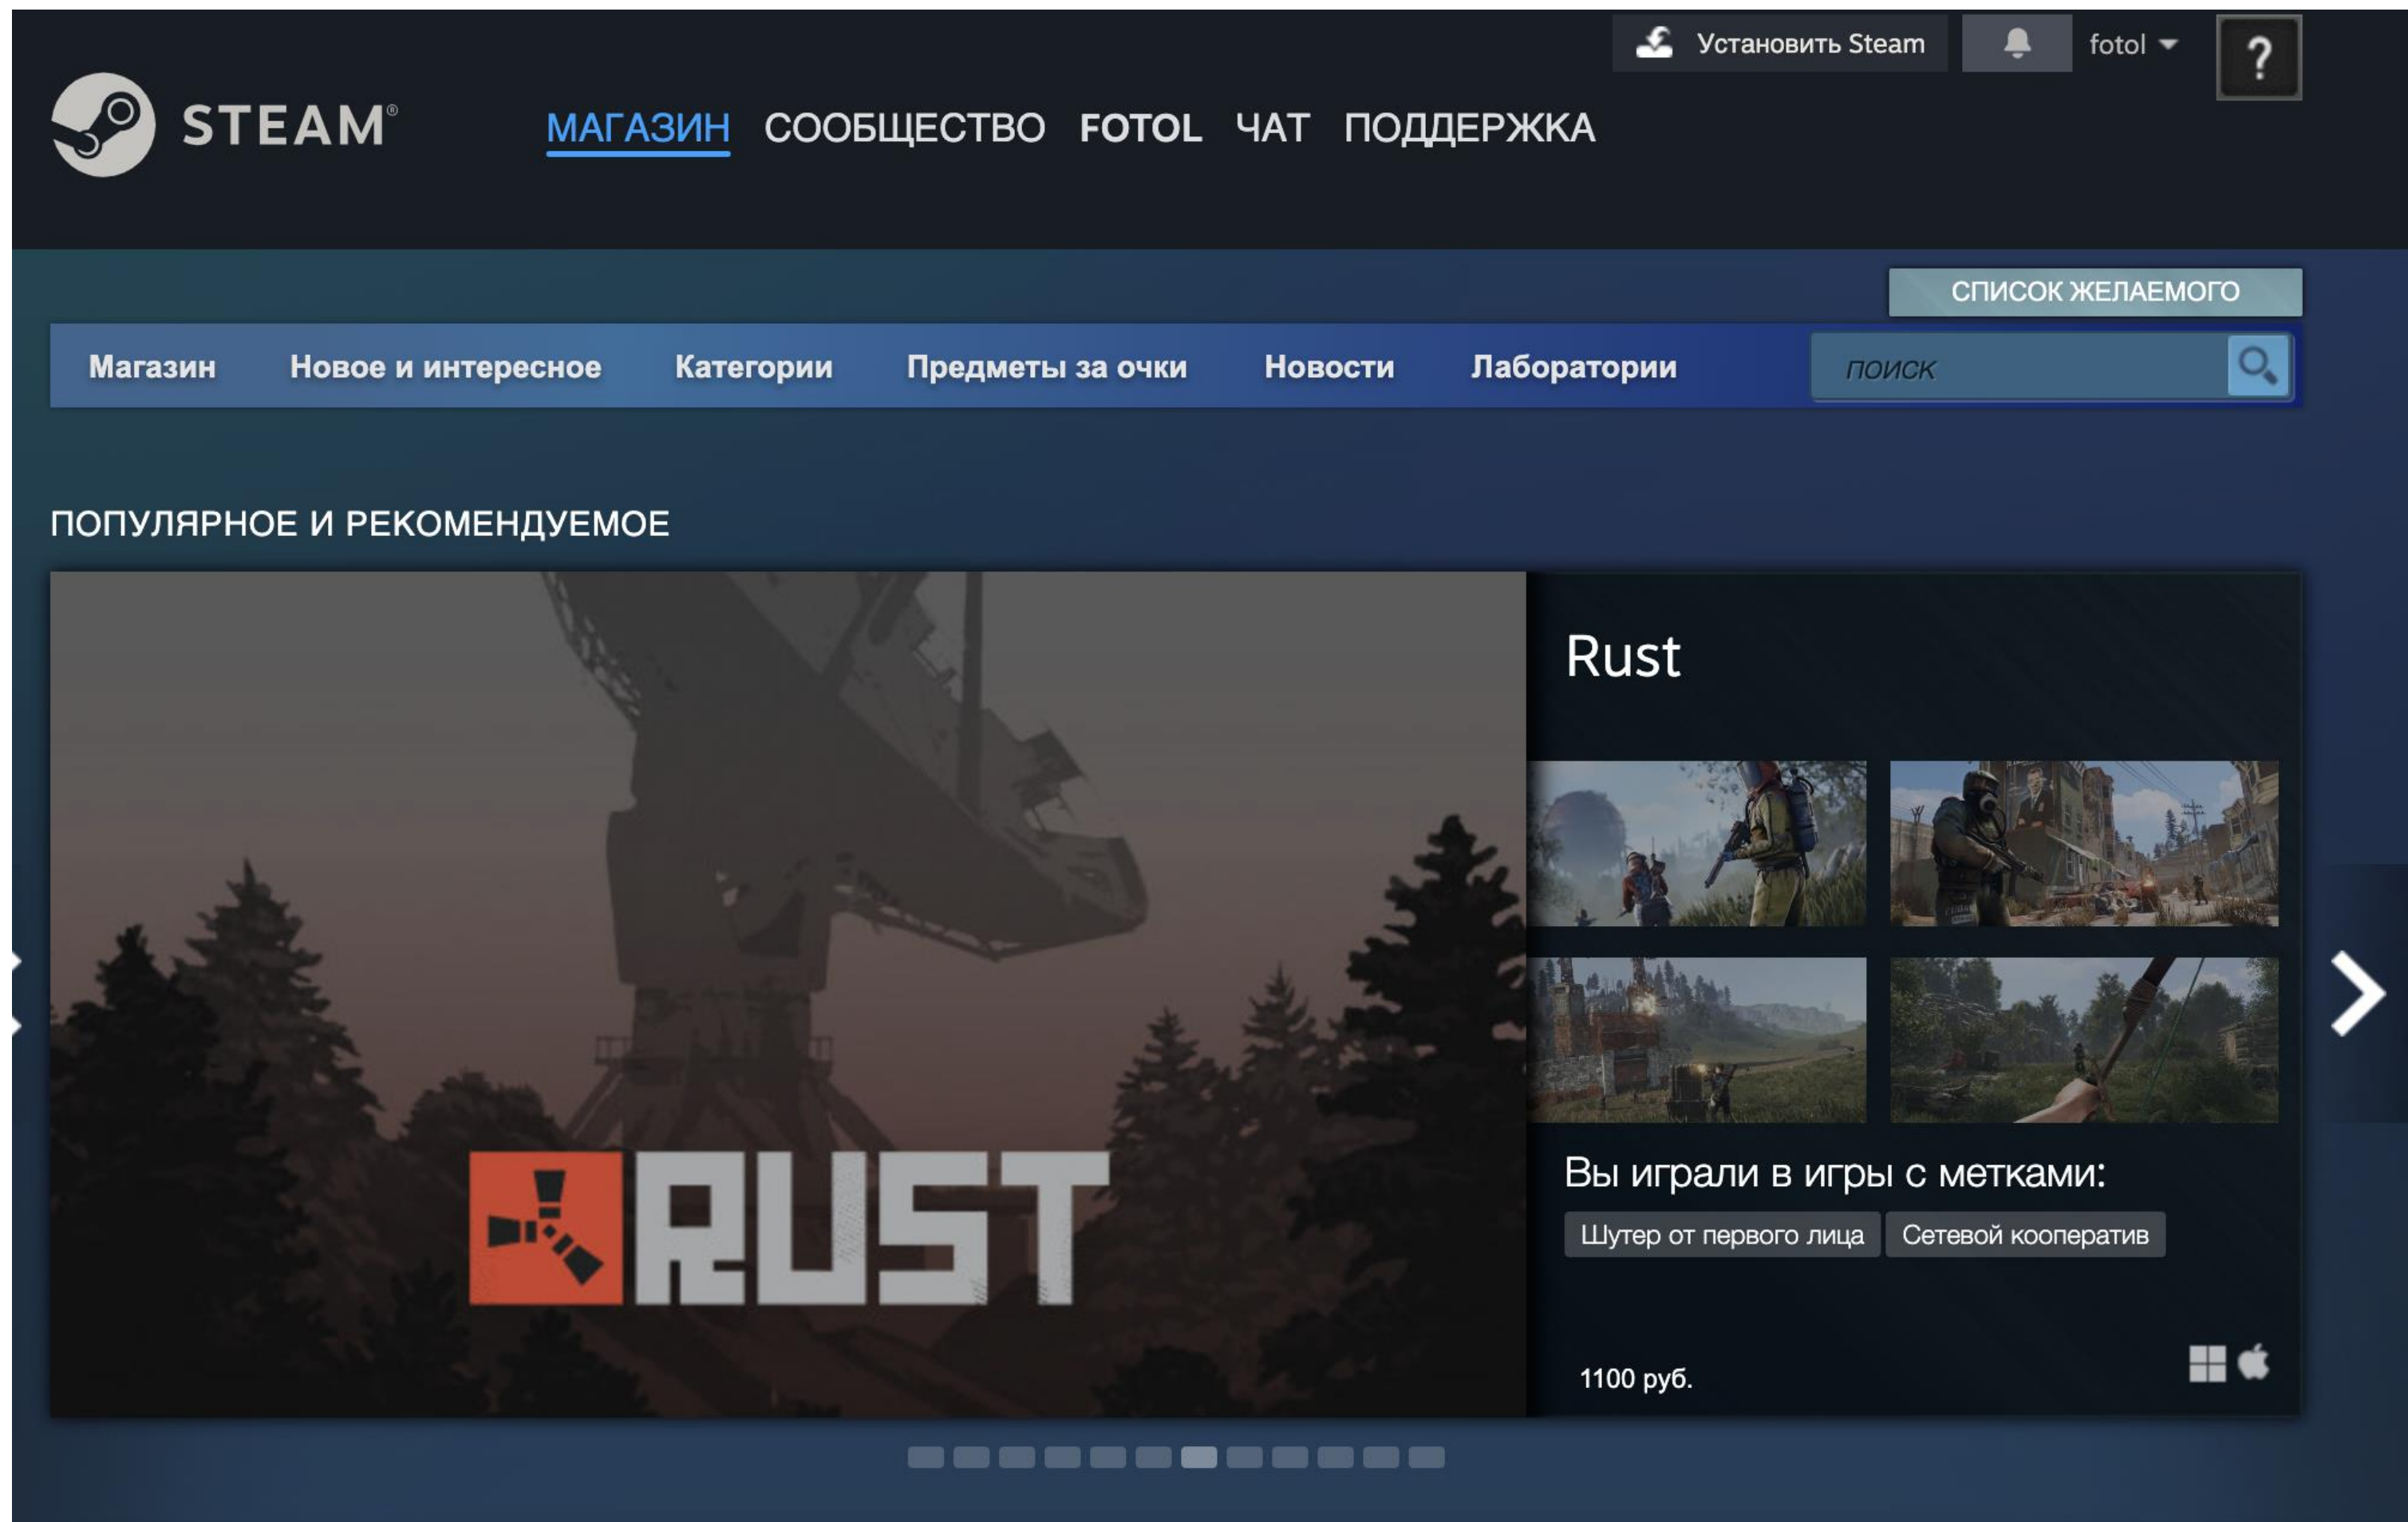 Установить Steam
fotol
?
STEAM®
МАГАЗИН СООБЩЕСТВО FOTOL ЧАТ ПОДДЕРЖКА
СПИСОК ЖЕЛАЕМОГО
Магазин Новое и интересное Категории Предметы за очки Новости Лаборатории поиск
ПОПУЛЯРНОЕ И РЕКОМЕНДУЕМОЕ
Rust
RUST
Вы играли в игры с метками:
Шутер от первого лица Сетевой кооператив
1100 руб.